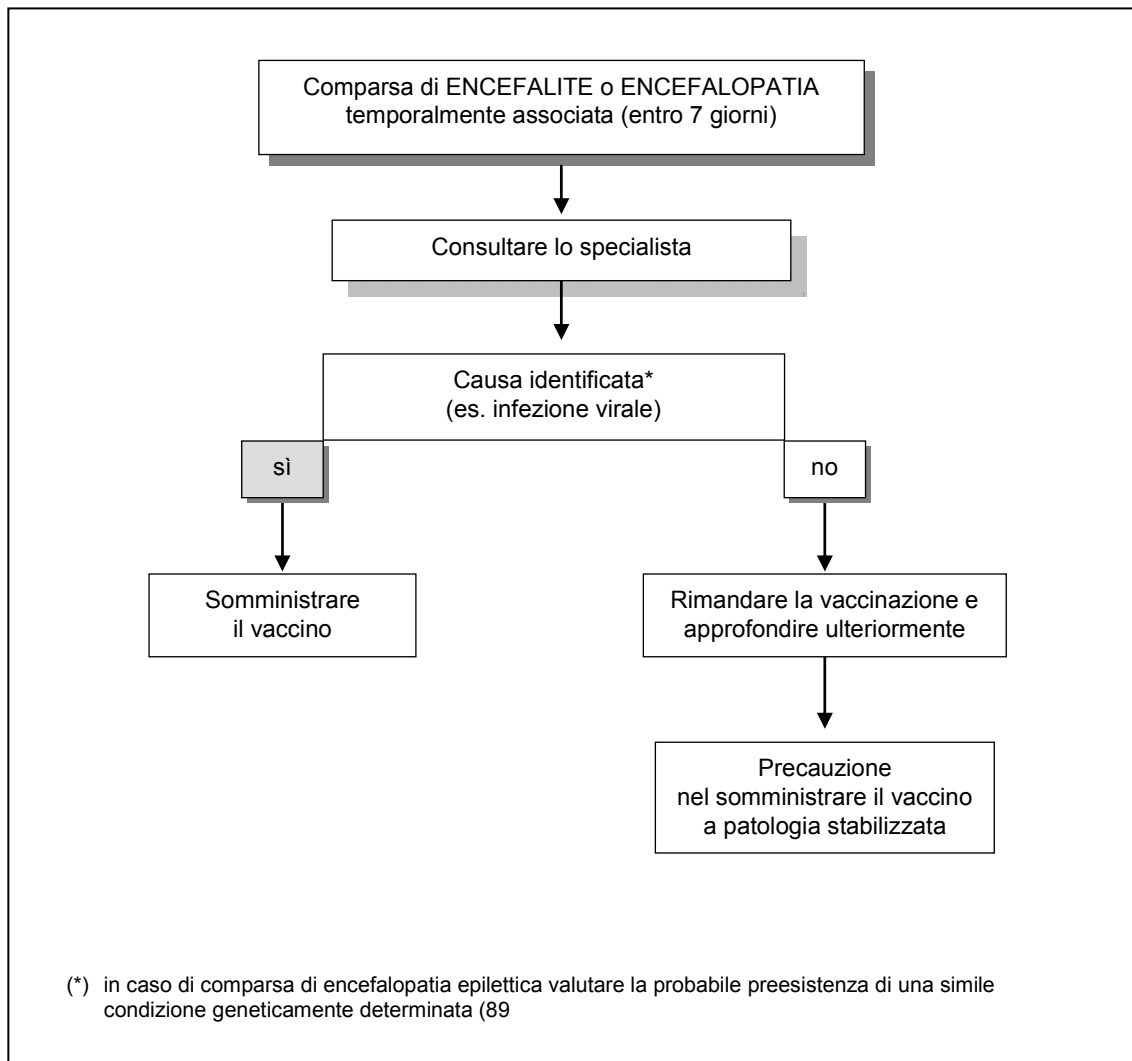 Comparsa di ENCEFALITE o ENCEFALOPATIA
temporalmente associata (entro 7 giorni)
Consultare lo specialista
Causa identificata*
(es. infezione virale)
sì
no
Somministrare
il vaccino
Rimandare la vaccinazione e
approfondire ulteriormente
Precauzione
nel somministrare il vaccino
a patologia stabilizzata
(*) in caso di comparsa di encefalopatia epilettica valutare la probabile preesistenza di una simile
condizione geneticamente determinata (89